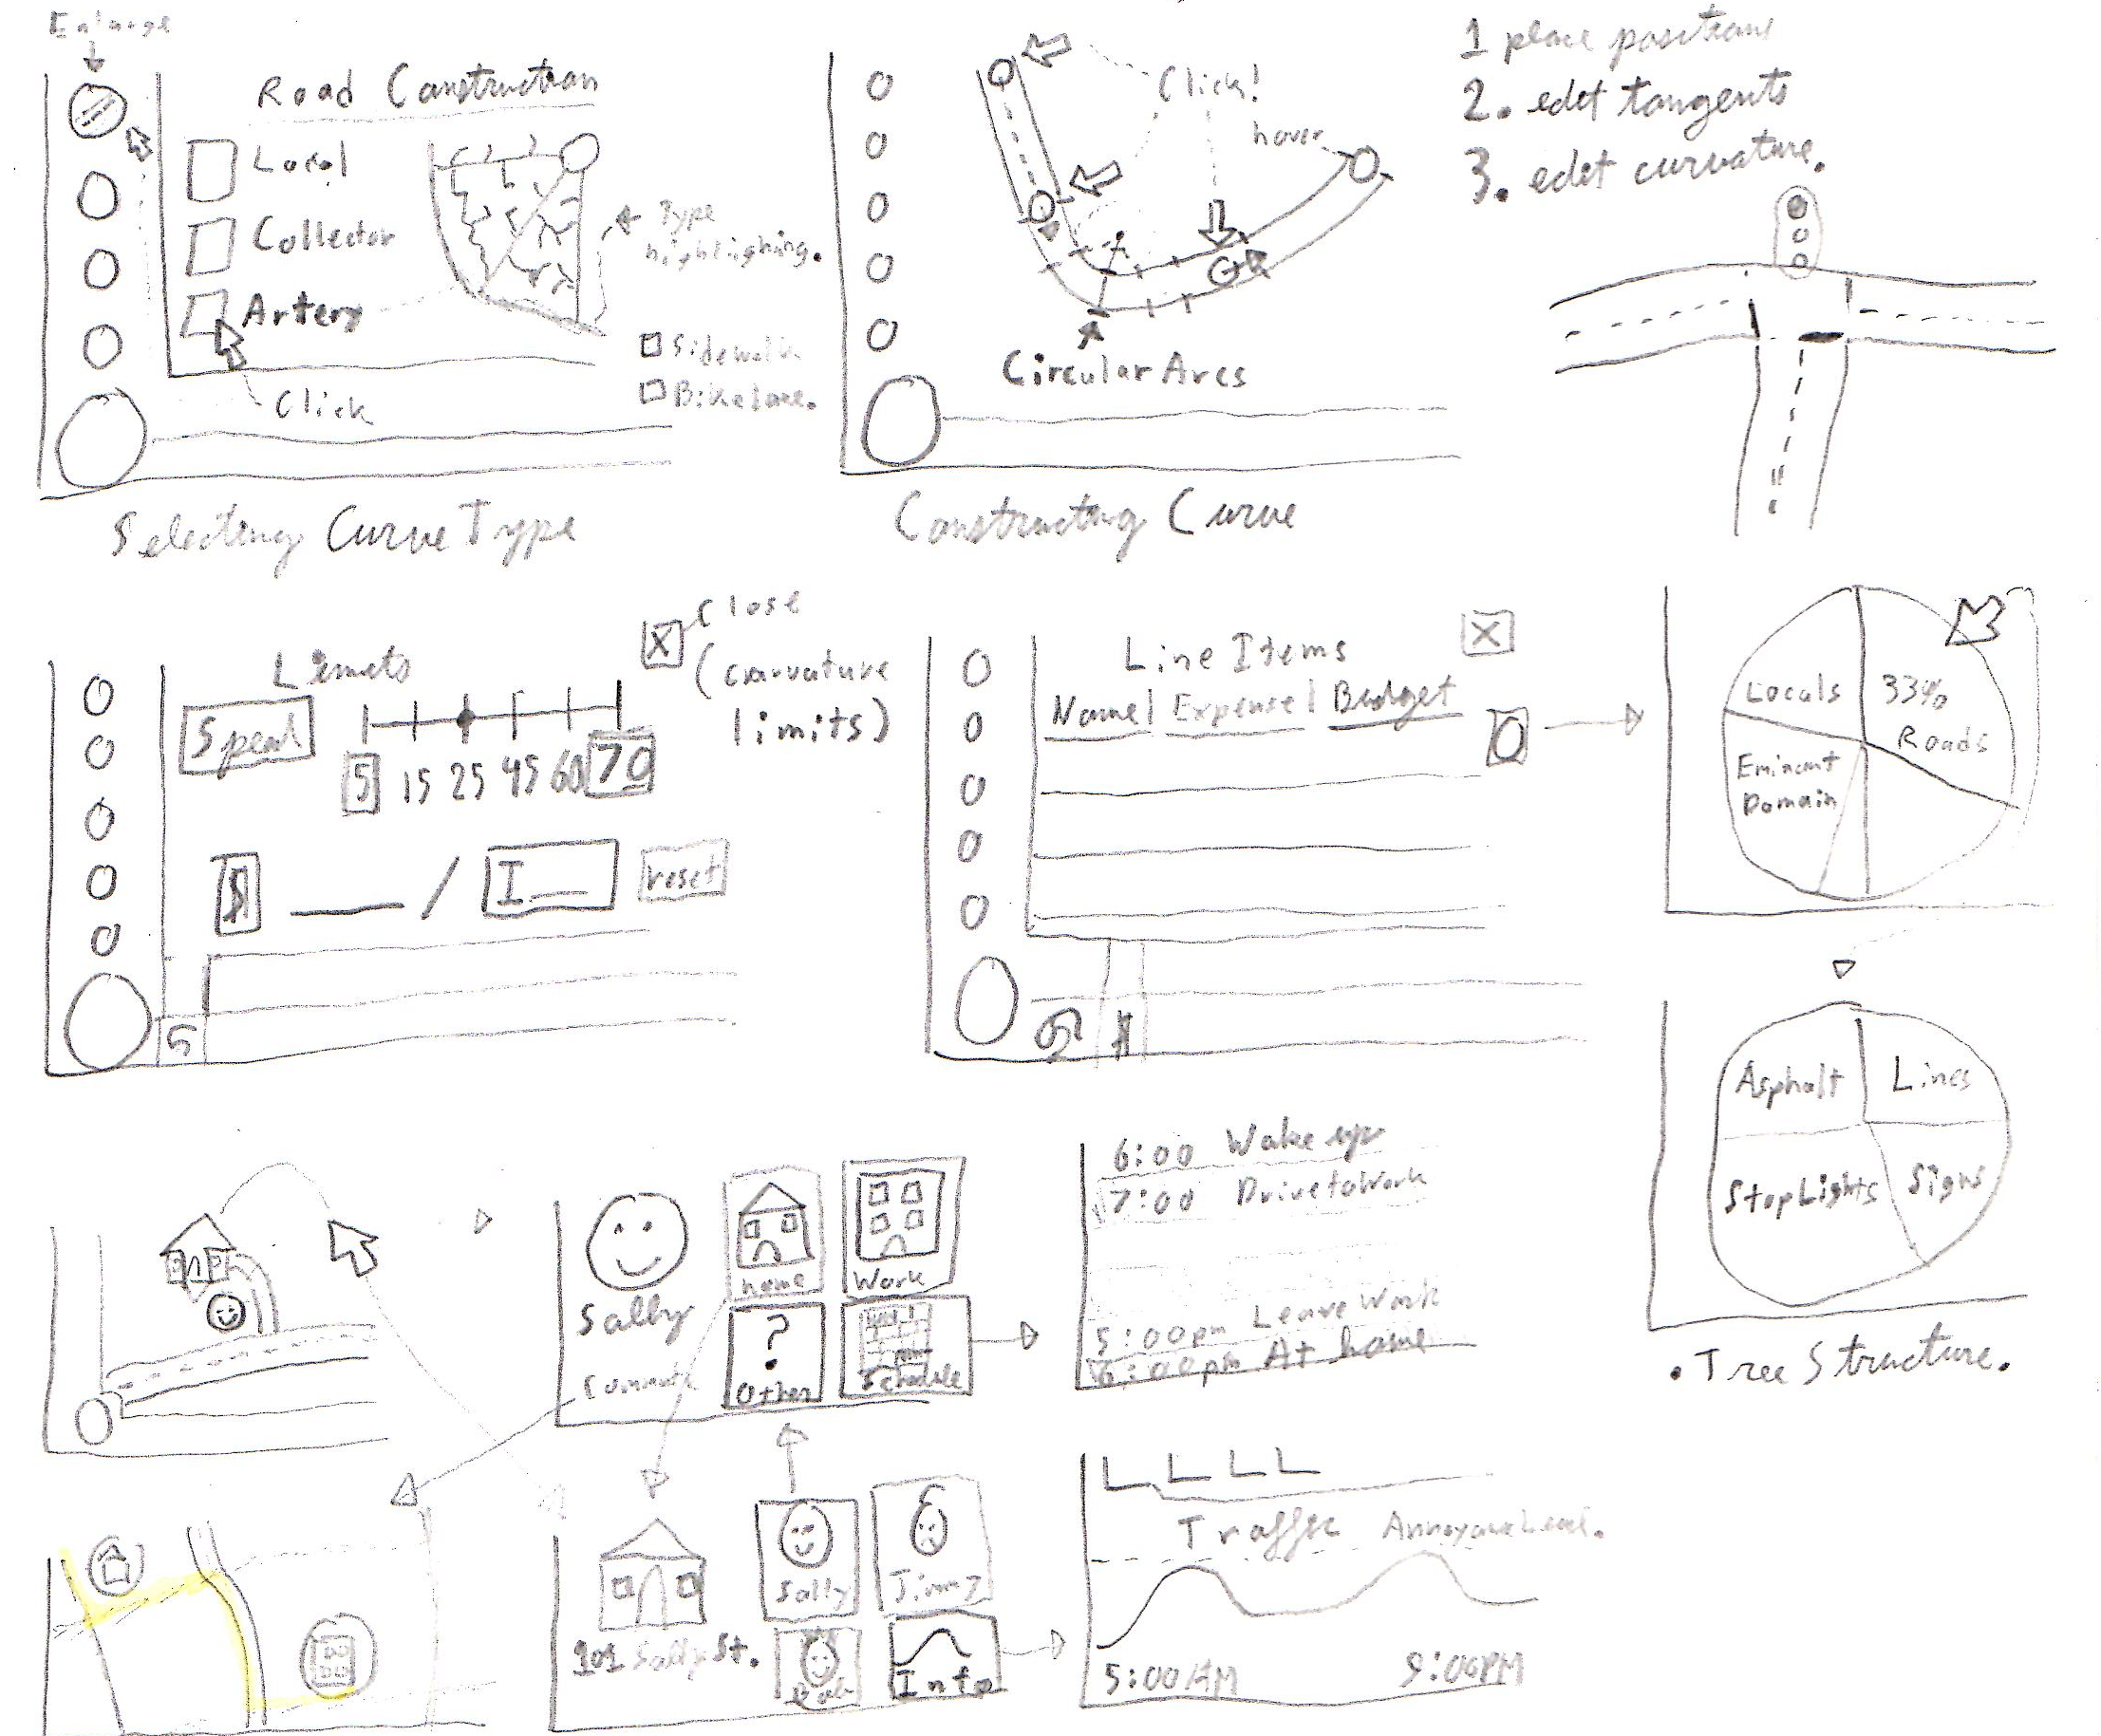 Enlarge
Road Construction
Local
Collector
Artery
Type
highlighing.
Sidewalk
Bikelane.
Click
Selecting Curve Type
Click!
hover
Circular Arcs
Constructing Curve
1 place positions
2. edit tangents
3. edit curvature.
Limits
X Close
(curvature
limits)
Speed
5 15 25 45 60 70
$ ___ / I___ reset
5
Line Items
X
Name | Expense | Budget
$
Locals
33%
Roads
Eminant
Domain
Asphalt
Lines
StopLights
Signs
• Tree Structure.
Sally
Commute
home
Work
?
Other
Schedule
6:00 Wake up
7:00 Drive to Work
5:00pm Leave Work
6:00pm At home
101 Sally St.
Sally
Jimmy
Bob
Info
Traffic Annoyance Level.
5:00AM
9:00PM